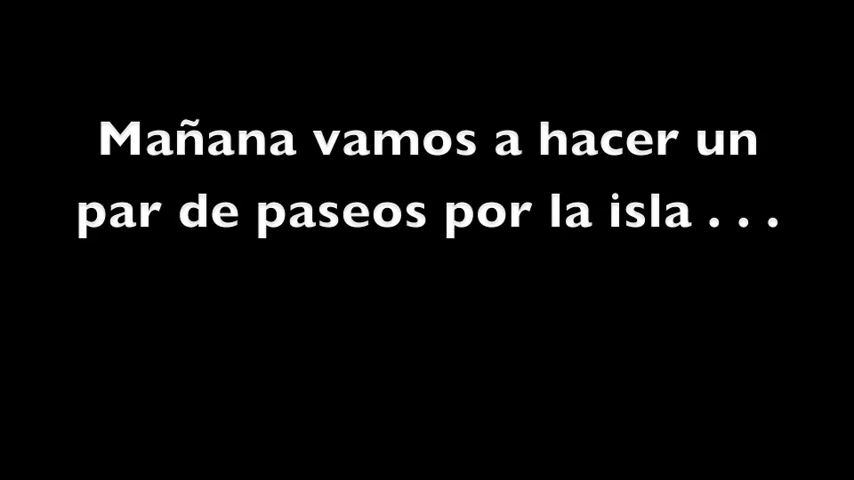 Mañana vamos a hacer un
par de paseos por la isla . . .